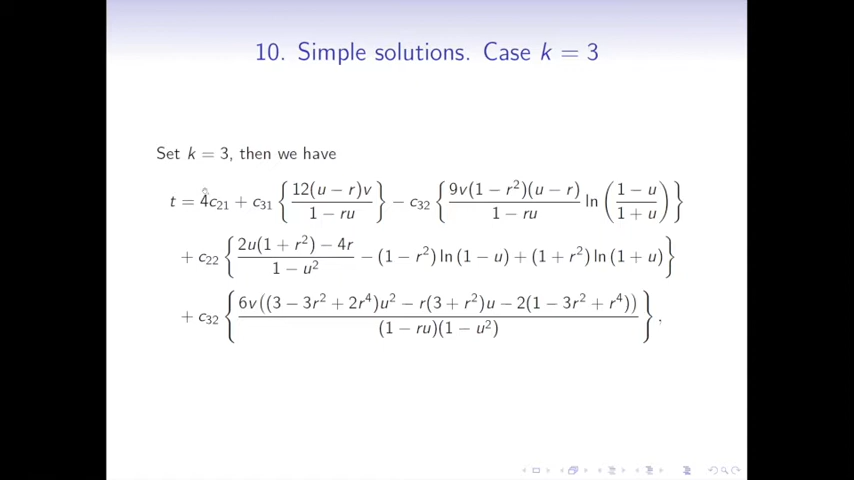 10. Simple solutions. Case k = 3
Set k = 3, then we have
t = 4c₂₁ + c₃₁ { 12(u − r)v / (1 − ru) } − c₃₂ { 9v(1 − r²)(u − r) / (1 − ru) ln ( (1 − u) / (1 + u) ) }
+ c₂₂ { (2u(1 + r²) − 4r) / (1 − u²) − (1 − r²) ln (1 − u) + (1 + r²) ln (1 + u) }
+ c₃₂ { 6v((3 − 3r² + 2r⁴)u² − r(3 + r²)u − 2(1 − 3r² + r⁴)) / ((1 − ru)(1 − u²)) } ,